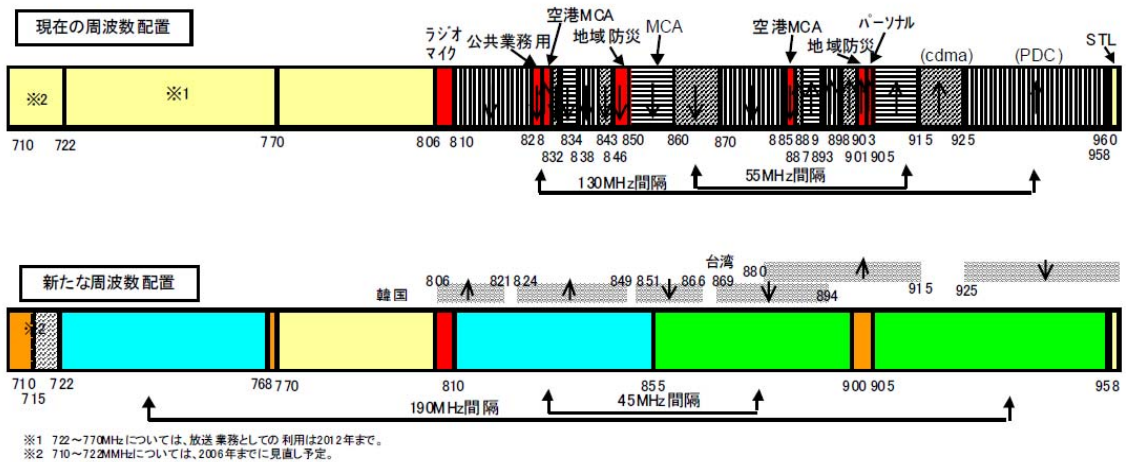 現在の周波数配置
ラジオマイク
公共業務用
空港MCA
地域防災
MCA
空港MCA
地域防災
パーソナル
(cdma)
(PDC)
STL
※2
※1
710 722 770 806 810 828 834 843 850 860 870 885 889 898 903 915 925 960
832 838 846 887 893 901 905 958
130MHz間隔
55MHz間隔
新たな周波数配置
韓国
806 821 824 849 851 866 869
台湾
880 894 915 925
※2
710 722 768 770 810 855 900 905 958
715
190MHz間隔
45MHz間隔
※1 722～770MHzについては、放送業務としての利用は2012年まで。
※2 710～722MMHzについては、2006年までに見直し予定。